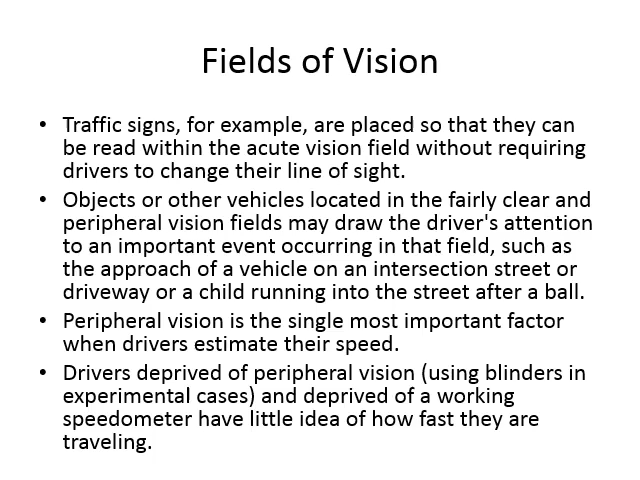 Fields of Vision
• Traffic signs, for example, are placed so that they can
be read within the acute vision field without requiring
drivers to change their line of sight.
• Objects or other vehicles located in the fairly clear and
peripheral vision fields may draw the driver's attention
to an important event occurring in that field, such as
the approach of a vehicle on an intersection street or
driveway or a child running into the street after a ball.
• Peripheral vision is the single most important factor
when drivers estimate their speed.
• Drivers deprived of peripheral vision (using blinders in
experimental cases) and deprived of a working
speedometer have little idea of how fast they are
traveling.